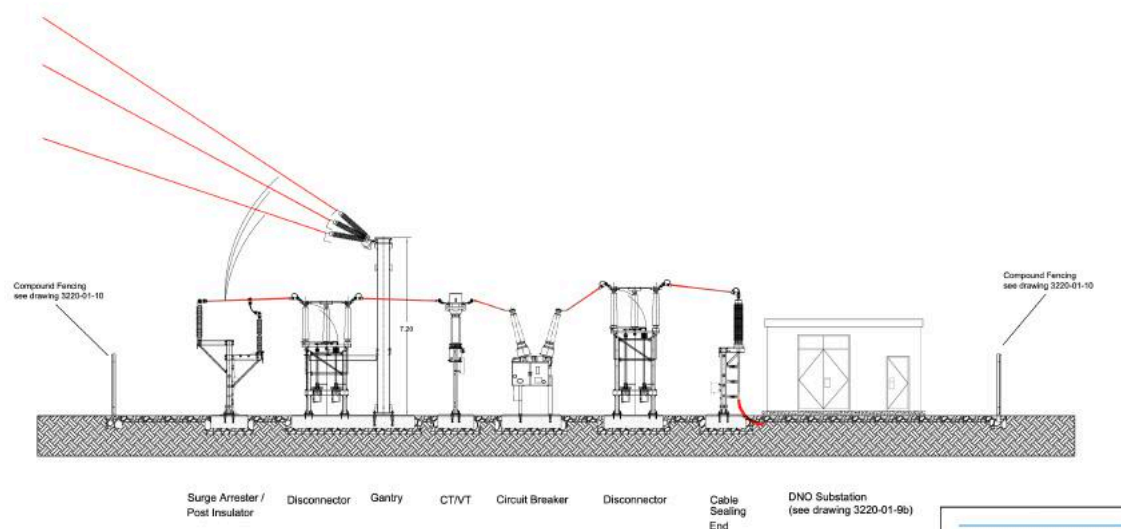 Compound Fencing
see drawing 3220-01-10
Compound Fencing
see drawing 3220-01-10
7.20
Surge Arrester /
Post Insulator
Disconnector
Gantry
CT/VT
Circuit Breaker
Disconnector
Cable
Sealing
End
DNO Substation
(see drawing 3220-01-9b)